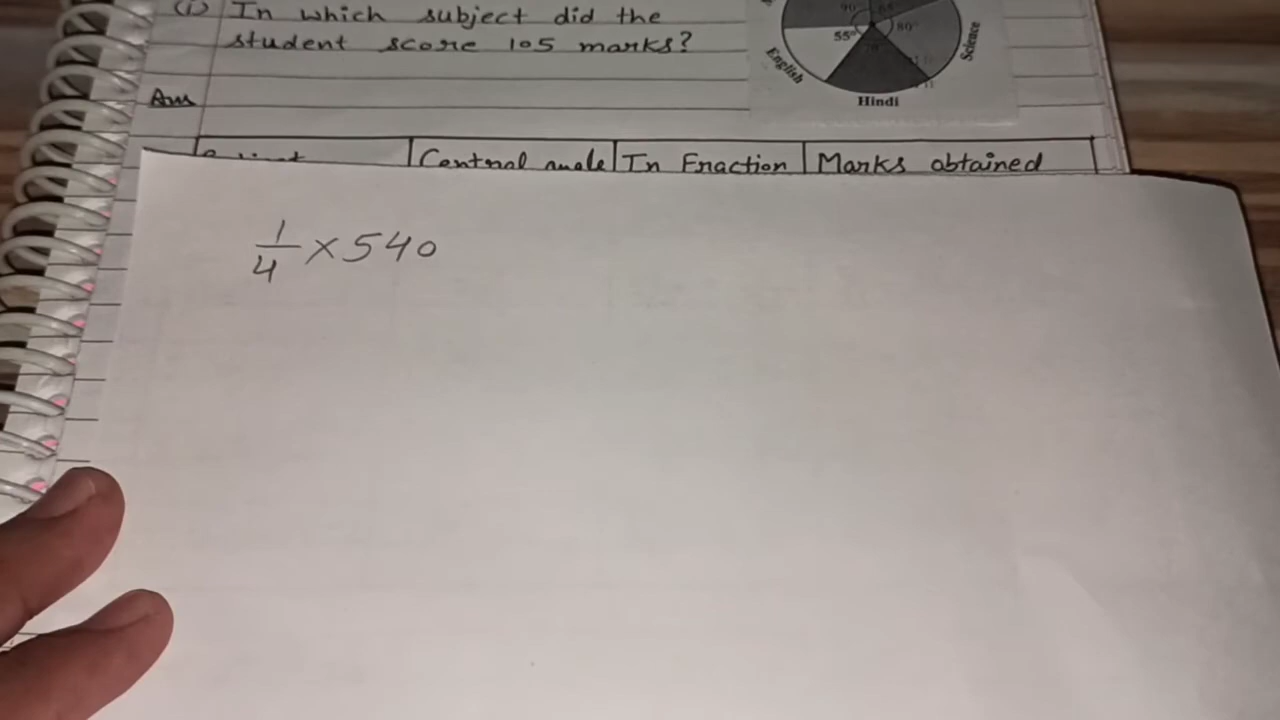 (i) In which subject did the
student score 105 marks?
90° 65°
55° 80°
English
Science
Hindi
Ans
Central angle In Fraction Marks obtained
1/4 × 540